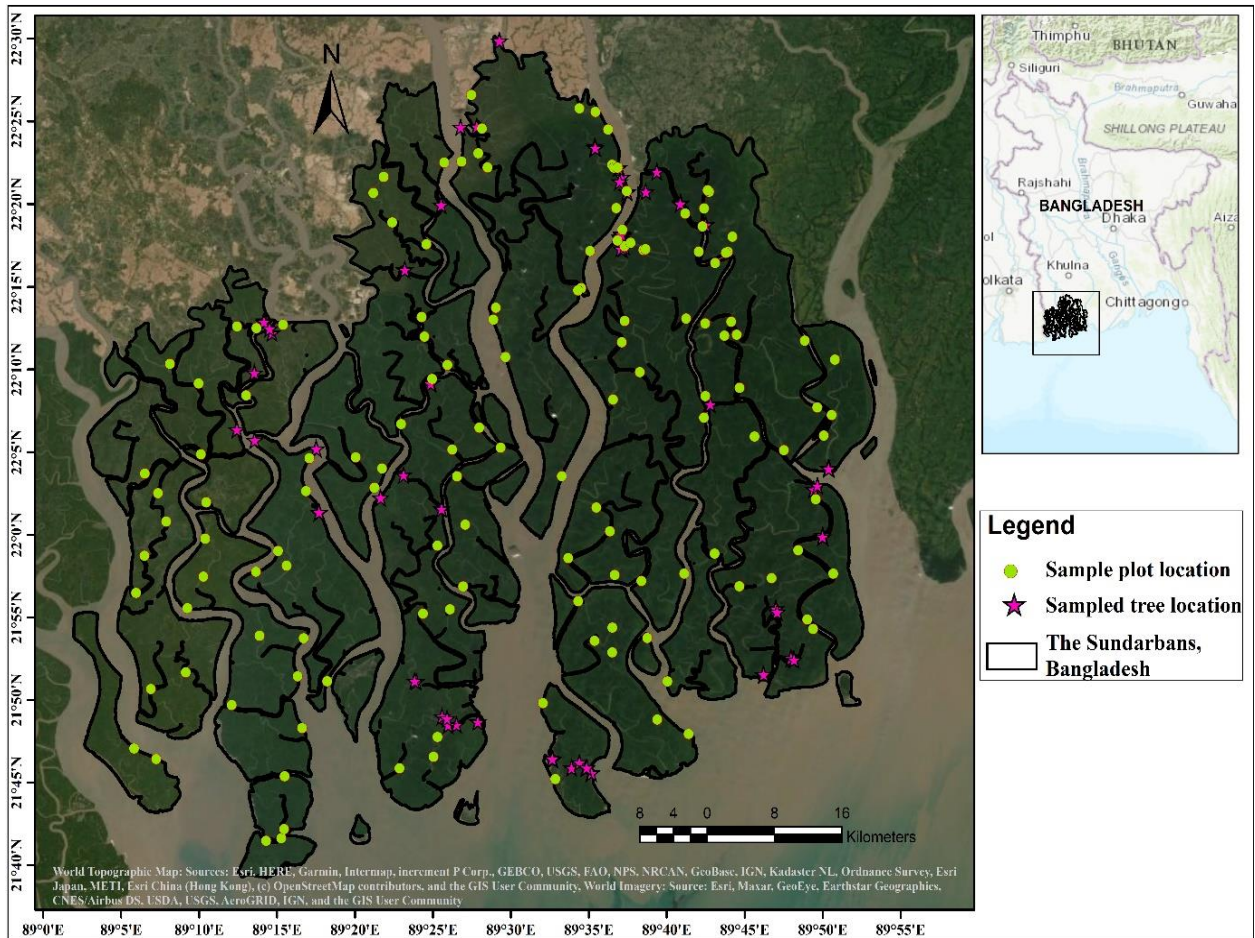 22°30'N
22°25'N
22°20'N
22°15'N
22°10'N
22°5'N
22°0'N
21°55'N
21°50'N
21°45'N
21°40'N
N
8 4 0 8 16
Kilometers
World Topographic Map: Sources: Esri, HERE, Garmin, Intermap, increment P Corp., GEBCO, USGS, FAO, NPS, NRCAN, GeoBase, IGN, Kadaster NL, Ordnance Survey, Esri
Japan, METI, Esri China (Hong Kong), (c) OpenStreetMap contributors, and the GIS User Community, World Imagery: Source: Esri, Maxar, GeoEye, Earthstar Geographics,
CNES/Airbus DS, USDA, USGS, AeroGRID, IGN, and the GIS User Community
89°0'E 89°5'E 89°10'E 89°15'E 89°20'E 89°25'E 89°30'E 89°35'E 89°40'E 89°45'E 89°50'E 89°55'E
Thimphu
BHUTAN
Siliguri
Brahmaputra
Guwaha
SHILLONG PLATEAU
Rajshahi
BANGLADESH
Dhaka
Aiza
ol
Ganges
Khulna
olkata
Chittagong
Legend
Sample plot location
Sampled tree location
The Sundarbans,
Bangladesh